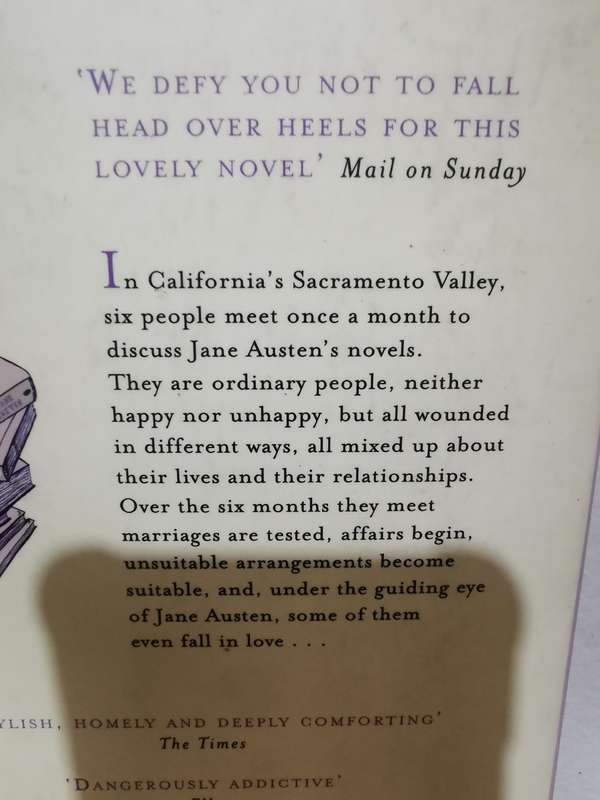 'WE DEFY YOU NOT TO FALL
HEAD OVER HEELS FOR THIS
LOVELY NOVEL' Mail on Sunday
In California's Sacramento Valley,
six people meet once a month to
discuss Jane Austen's novels.
They are ordinary people, neither
happy nor unhappy, but all wounded
in different ways, all mixed up about
their lives and their relationships.
Over the six months they meet
marriages are tested, affairs begin,
unsuitable arrangements become
suitable, and, under the guiding eye
of Jane Austen, some of them
even fall in love . . .
HOMELY AND DEEPLY COMFORTING'
The Times
'DANGEROUSLY ADDICTIVE'